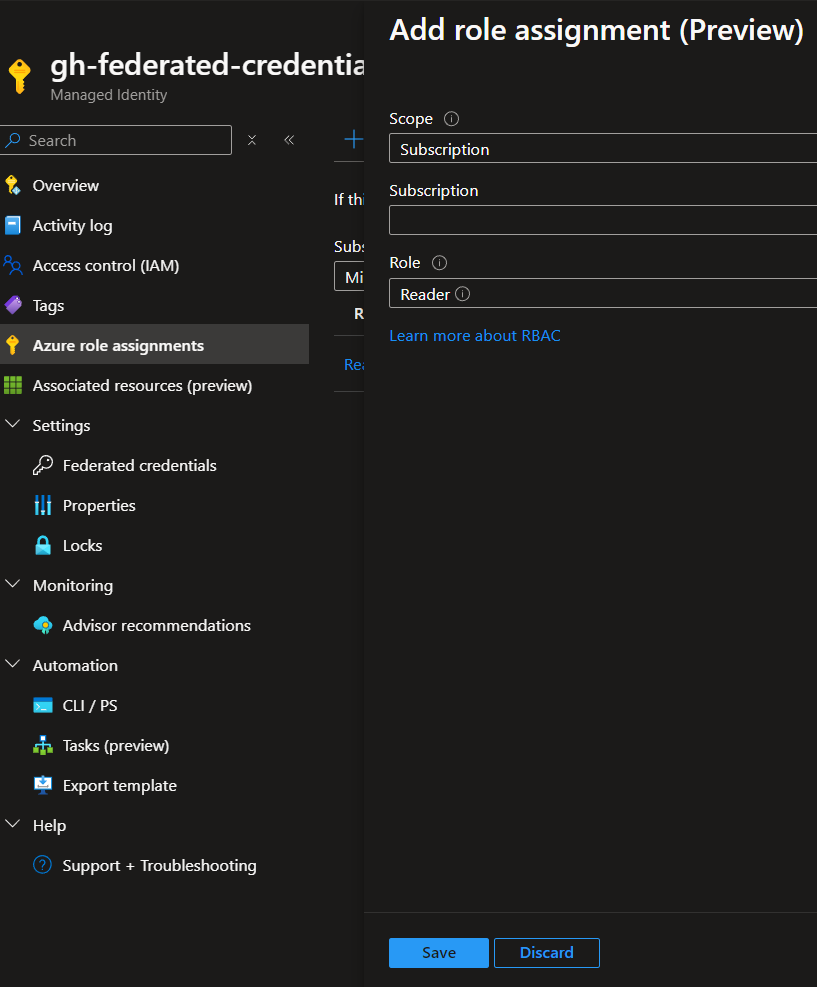 gh-federated-credentia
Managed Identity
Search
Overview
Activity log
Access control (IAM)
Tags
Azure role assignments
Associated resources (preview)
Settings
Federated credentials
Properties
Locks
Monitoring
Advisor recommendations
Automation
CLI / PS
Tasks (preview)
Export template
Help
Support + Troubleshooting
If thi
Subs
Mi
R
Rea
Add role assignment (Preview)
Scope
Subscription
Subscription
Role
Reader
Learn more about RBAC
Save
Discard